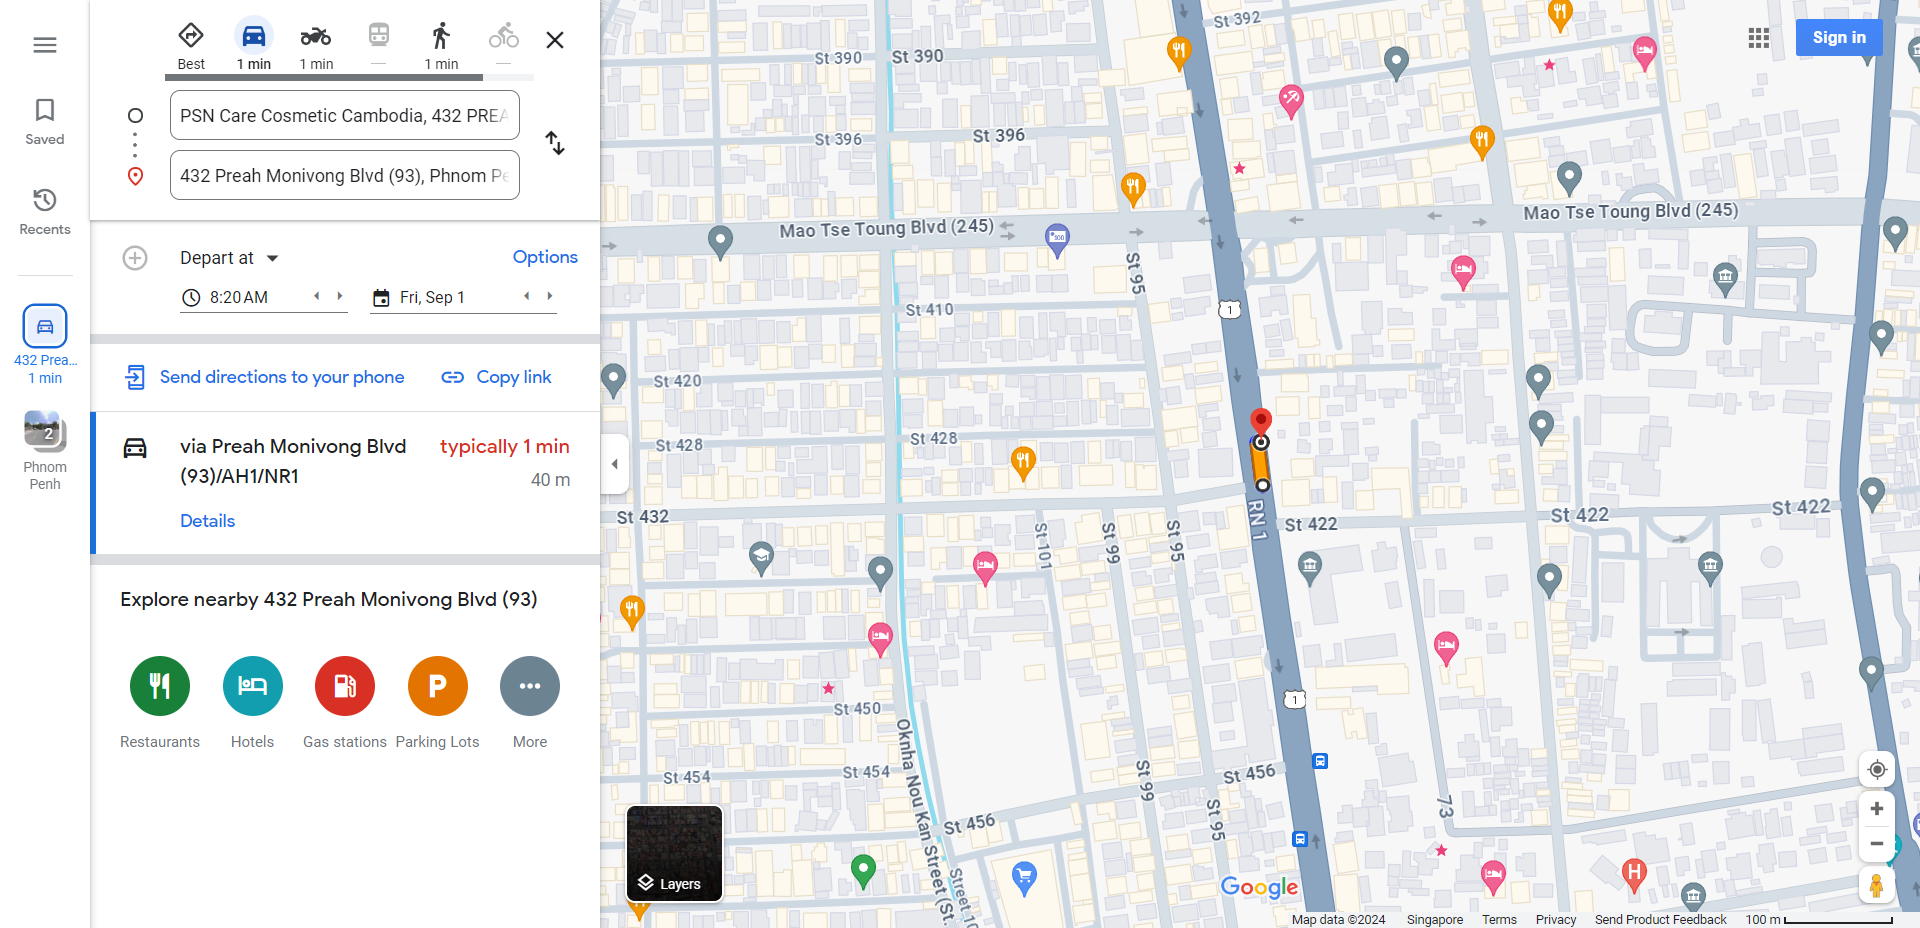 Saved
Recents
432 Prea...
1 min
2
Phnom
Penh
Best
1 min
1 min
—
1 min
—
PSN Care Cosmetic Cambodia, 432 PREA
432 Preah Monivong Blvd (93), Phnom Pe
Depart at
Options
8:20 AM
Fri, Sep 1
Send directions to your phone
Copy link
via Preah Monivong Blvd
(93)/AH1/NR1
typically 1 min
40 m
Details
Explore nearby 432 Preah Monivong Blvd (93)
P
Restaurants
Hotels
Gas stations
Parking Lots
More
Sign in
St 392
St 390
St 390
St 396
St 396
Mao Tse Toung Blvd (245)
Mao Tse Toung Blvd (245)
300
St 95
St 410
1
St 420
St 428
St 428
St 432
RN 1
St 422
St 422
St 422
St 101
St 99
St 95
1
St 450
Oknha Nou Kan Street (St.
St 454
St 454
St 456
St 99
St 95
73
St 456
Street 10
H
Layers
Google
Map data ©2024
Singapore
Terms
Privacy
Send Product Feedback
100 m